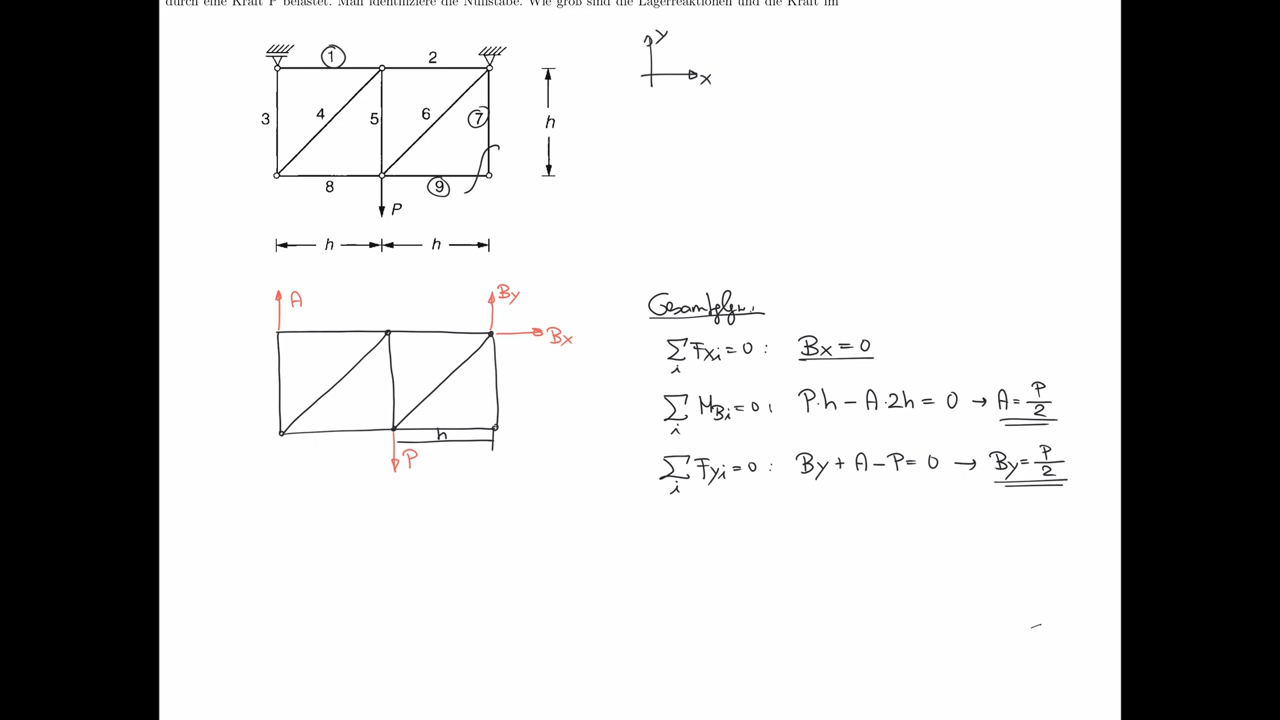 durch eine Kraft P belastet. Man identifiziere die Nullstäbe. Wie groß sind die Lagerreaktionen und die Kraft im
1 2
3 4 5 6 7
h
8 9
P
h h
y
x
A
By
Bx
h
P
Gesamtglgw.:
∑i Fxi = 0 : Bx = 0
∑i MBi = 0 : P·h − A·2h = 0 → A = P/2
∑i Fyi = 0 : By + A − P = 0 → By = P/2